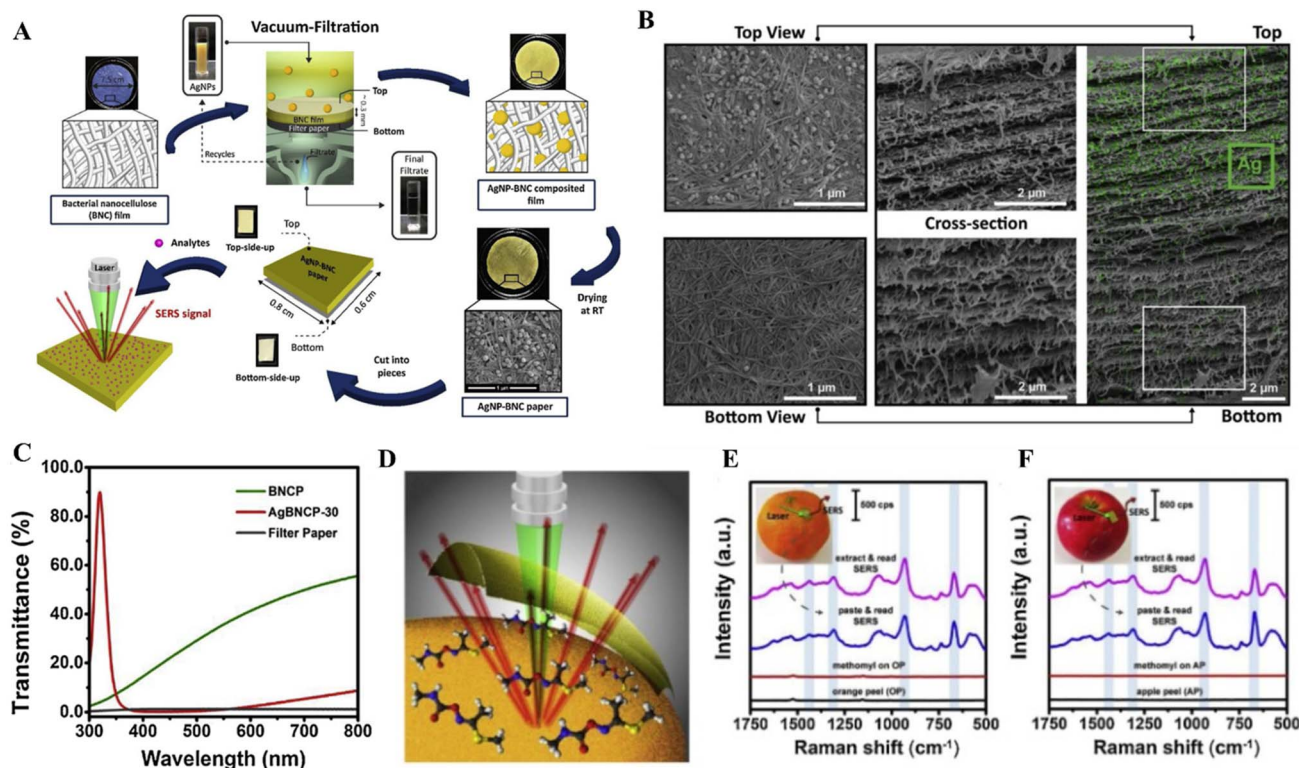 A
Vacuum-Filtration
7.5 cm
AgNPs
Top
~ 0.3 mm
BNC film
Filter paper
Bottom
Recycles
Filtrate
Final
Filtrate
Bacterial nanocellulose
(BNC) film
AgNP-BNC composited
film
Drying
at RT
AgNP-BNC paper
Cut into
pieces
Top-side-up
Top
AgNP-BNC
paper
0.8 cm
0.6 cm
Bottom
Bottom-side-up
Analytes
Laser
SERS signal
B
Top View
Top
1 µm
2 µm
Ag
Cross-section
1 µm
2 µm
2 µm
Bottom View
Bottom
C
Transmittance (%)
100.0
80.0
60.0
40.0
20.0
0.0
BNCP
AgBNCP-30
Filter Paper
300 400 500 600 700 800
Wavelength (nm)
D
E
Intensity (a.u.)
Laser
SERS
500 cps
extract & read
SERS
paste & read
SERS
methomyl on OP
orange peel (OP)
1750 1500 1250 1000 750 500
Raman shift (cm⁻¹)
F
Intensity (a.u.)
Laser
SERS
500 cps
extract & read
SERS
paste & read
SERS
methomyl on AP
apple peel (AP)
1750 1500 1250 1000 750 500
Raman shift (cm⁻¹)